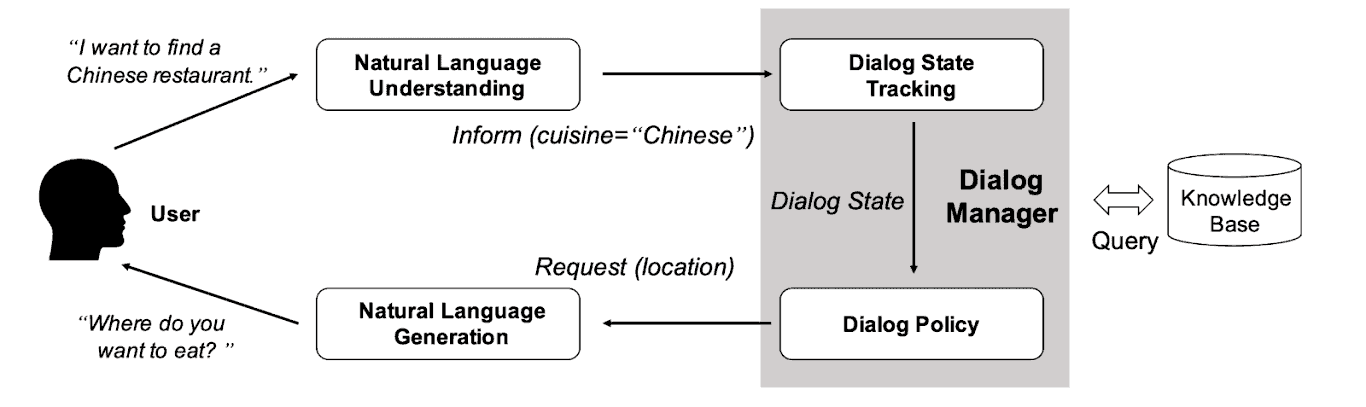 “I want to find a
Chinese restaurant.”
Natural Language
Understanding
Dialog State
Tracking
Inform (cuisine=“Chinese”)
User
Dialog State
Dialog
Manager
Query
Knowledge
Base
Request (location)
“Where do you
want to eat? ”
Natural Language
Generation
Dialog Policy